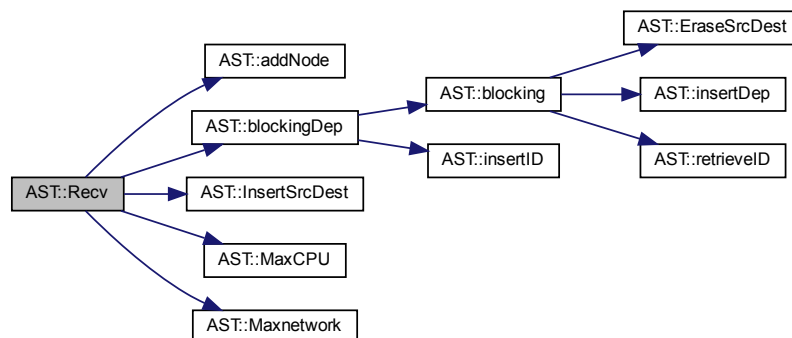 AST::EraseSrcDest
AST::addNode
AST::blocking
AST::insertDep
AST::blockingDep
AST::insertID
AST::retrieveID
AST::Recv
AST::InsertSrcDest
AST::MaxCPU
AST::Maxnetwork